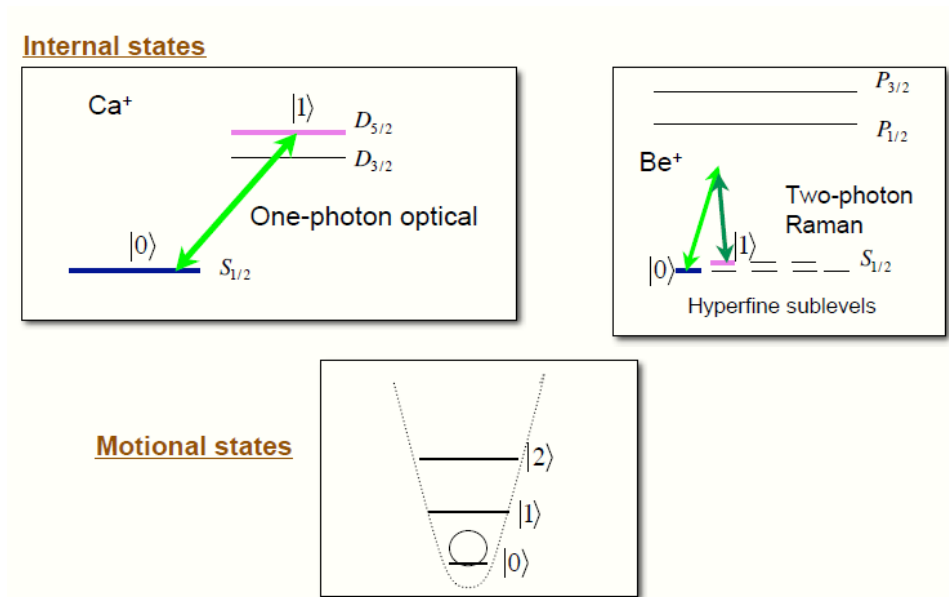 Internal states
Ca⁺
|1⟩
D₅/₂
D₃/₂
One-photon optical
|0⟩
S₁/₂
P₃/₂
P₁/₂
Be⁺
Two-photon
Raman
|1⟩
|0⟩
S₁/₂
Hyperfine sublevels
Motional states
|2⟩
|1⟩
|0⟩